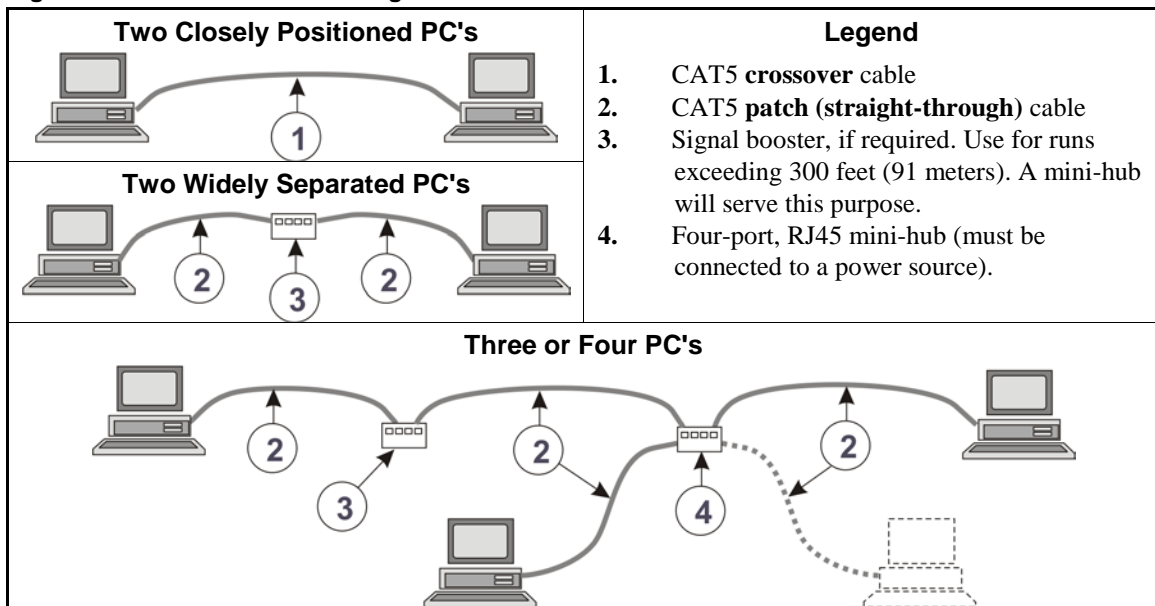 Two Closely Positioned PC's
1
Two Widely Separated PC's
2
3
2
Legend
1. CAT5 crossover cable
2. CAT5 patch (straight-through) cable
3. Signal booster, if required. Use for runs
exceeding 300 feet (91 meters). A mini-hub
will serve this purpose.
4. Four-port, RJ45 mini-hub (must be
connected to a power source).
Three or Four PC's
2
2
2
3
4